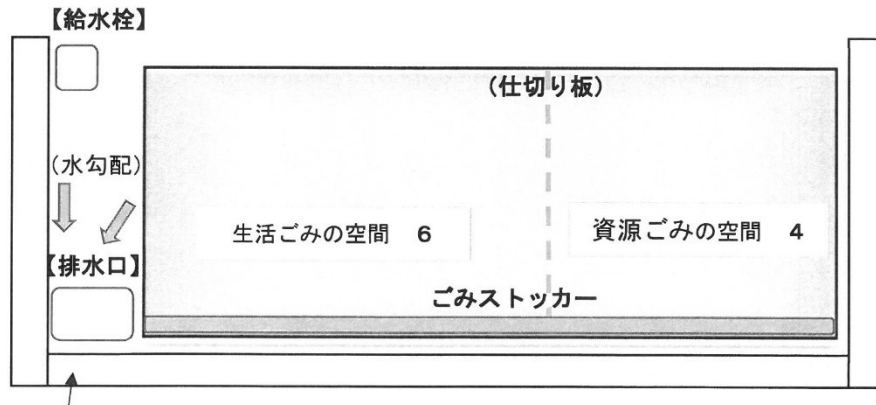 【給水栓】
(仕切り板)
(水勾配)
生活ごみの空間 6
資源ごみの空間 4
【排水口】
ごみストッカー